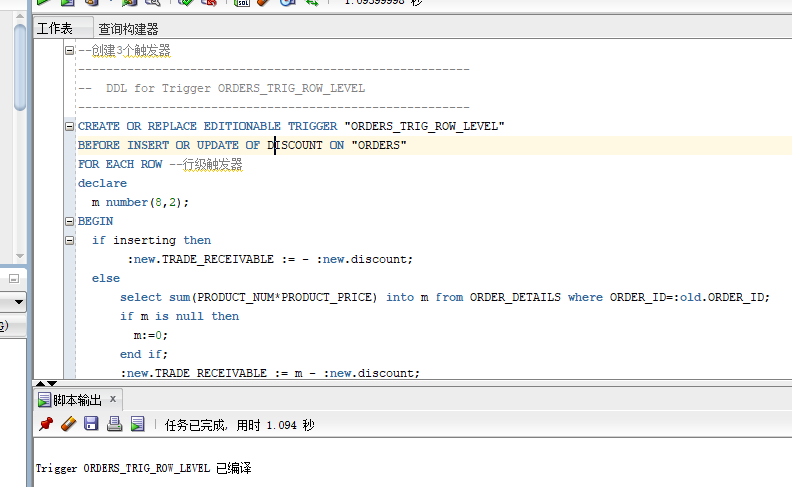 1.09399998 秒
工作表 查询构建器
--创建3个触发器
--------------------------------------------------------
--  DDL for Trigger ORDERS_TRIG_ROW_LEVEL
--------------------------------------------------------
CREATE OR REPLACE EDITIONABLE TRIGGER "ORDERS_TRIG_ROW_LEVEL"
BEFORE INSERT OR UPDATE OF DISCOUNT ON "ORDERS"
FOR EACH ROW --行级触发器
declare
  m number(8,2);
BEGIN
  if inserting then
       :new.TRADE_RECEIVABLE := - :new.discount;
  else
      select sum(PRODUCT_NUM*PRODUCT_PRICE) into m from ORDER_DETAILS where ORDER_ID=:old.ORDER_ID;
      if m is null then
        m:=0;
      end if;
      :new.TRADE_RECEIVABLE := m - :new.discount;
脚本输出 x
任务已完成, 用时 1.094 秒
Trigger ORDERS_TRIG_ROW_LEVEL 已编译